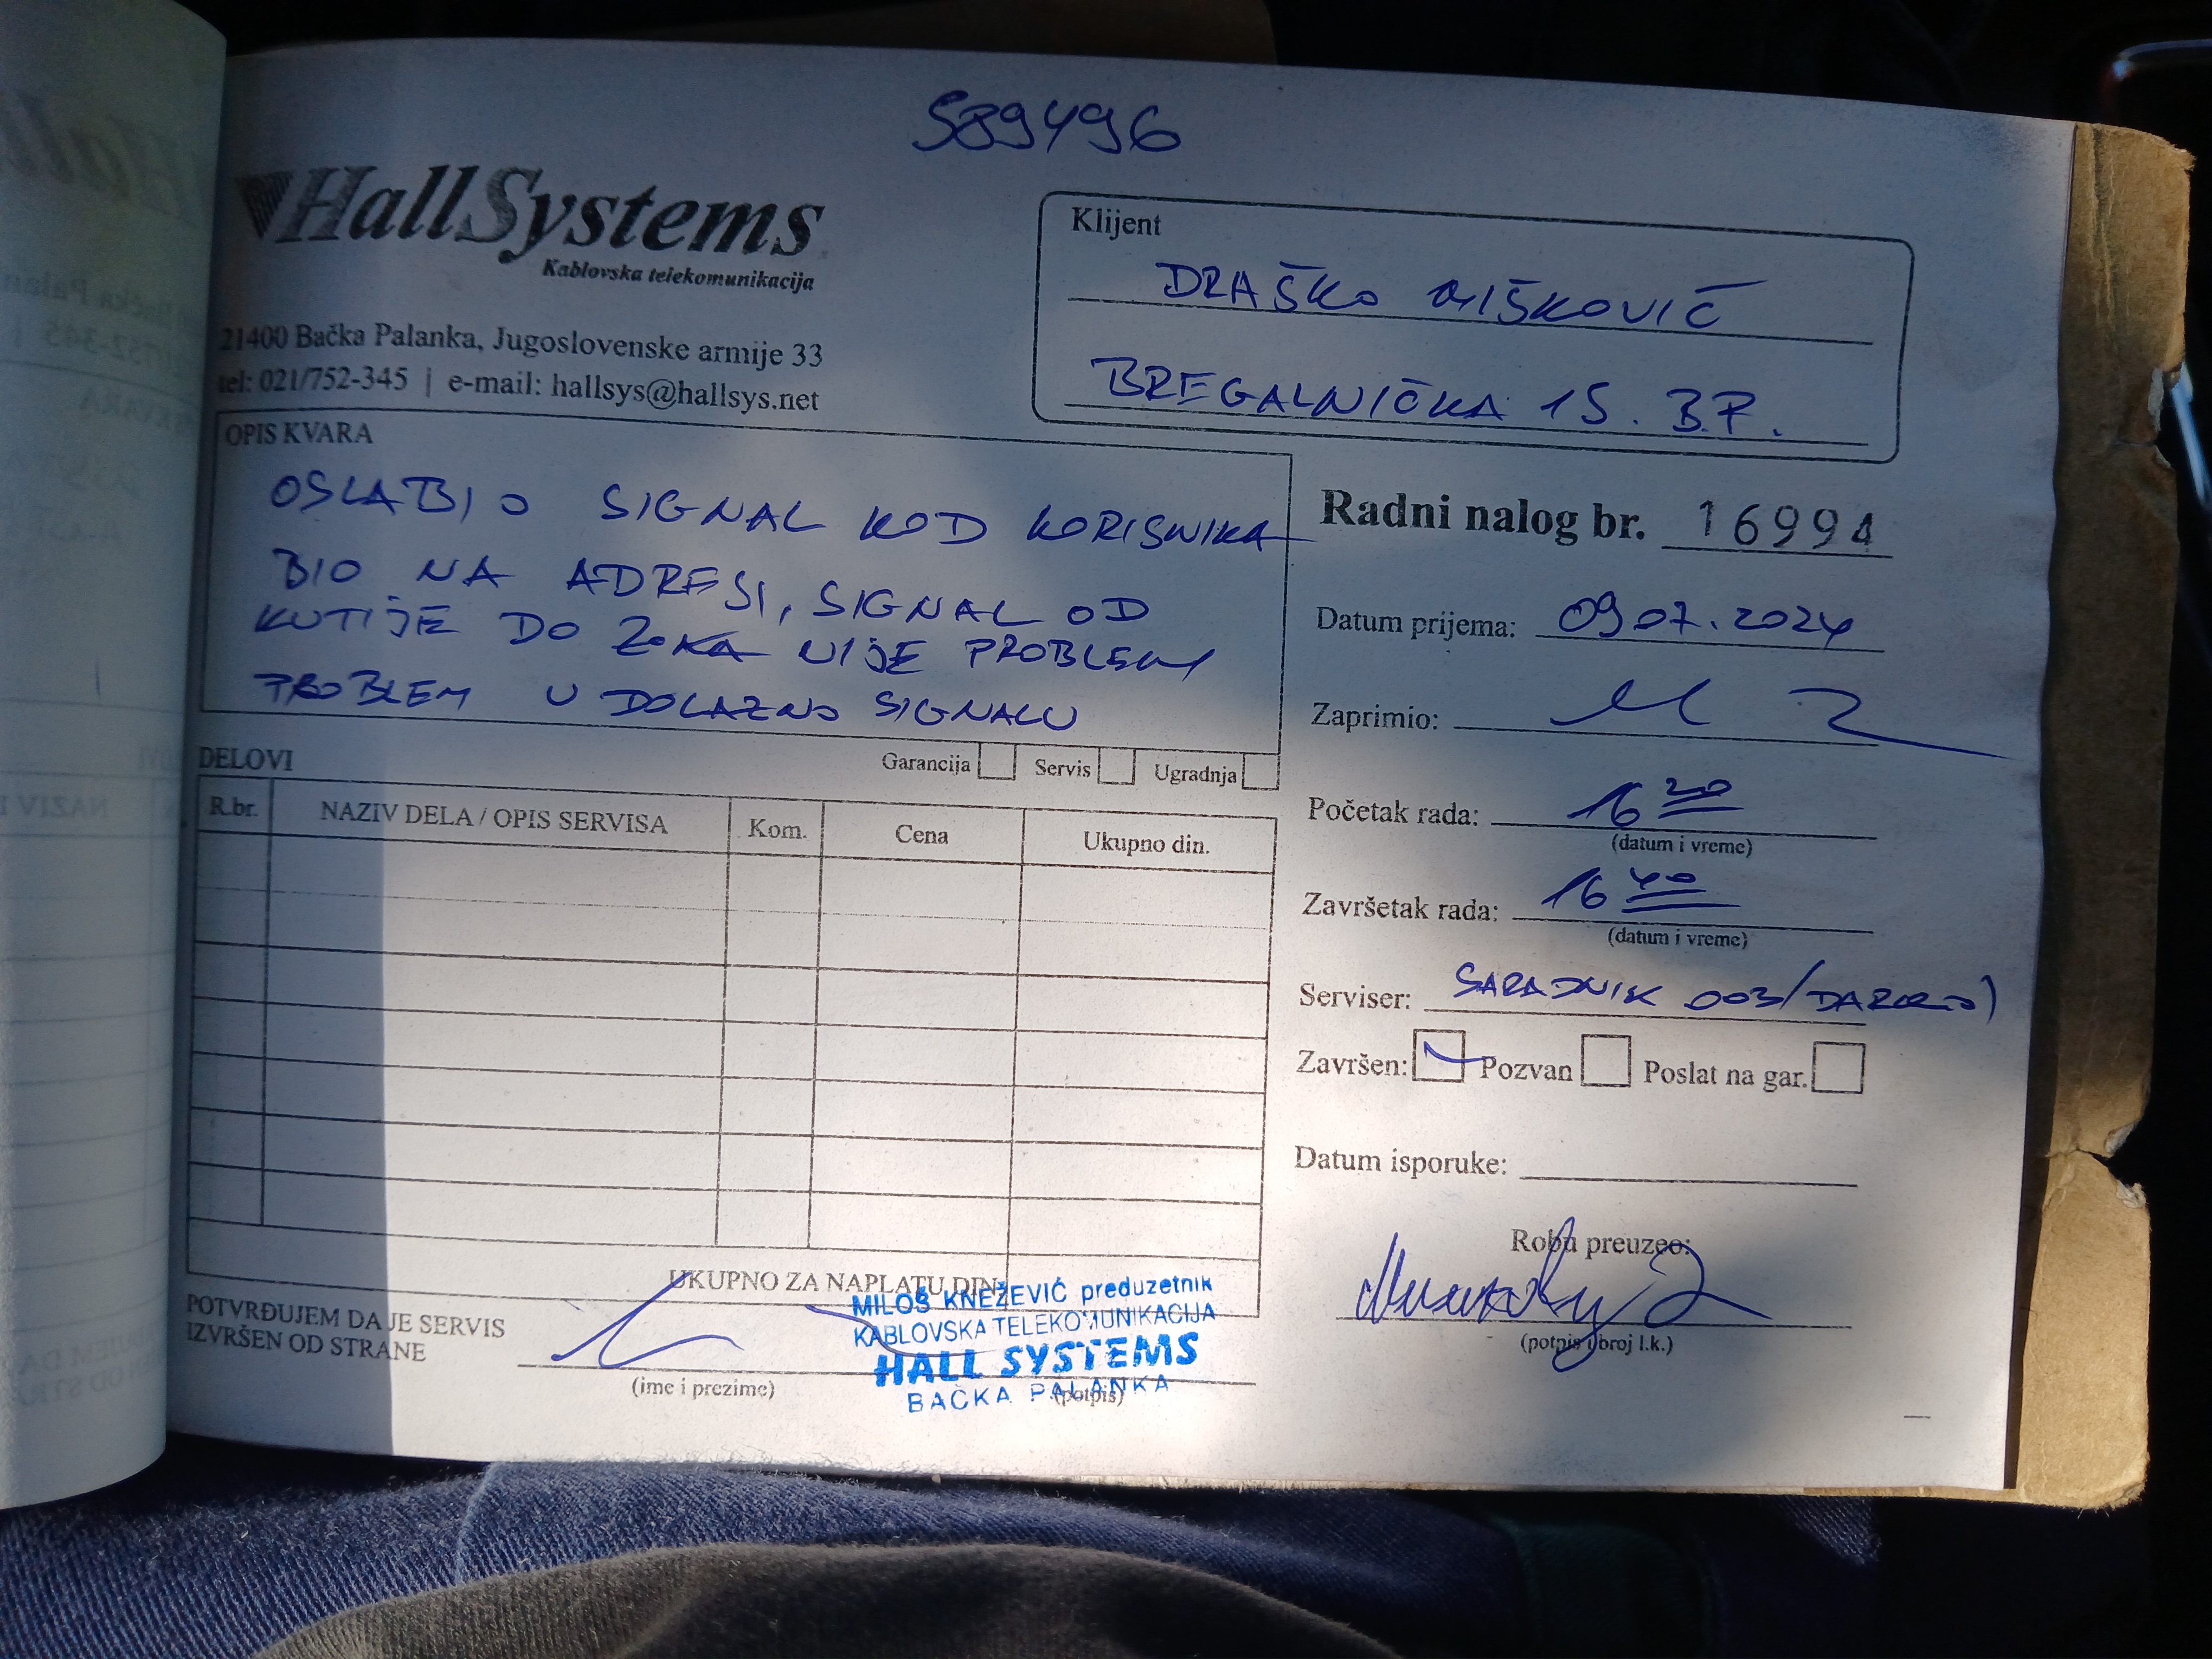 589496
HallSystems
Kablovska telekomunikacija
21400 Bačka Palanka, Jugoslovenske armije 33
tel: 021/752-345 | e-mail: hallsys@hallsys.net
Klijent
DRAŠKO MIŠKOVIĆ
BREGALNIČKA 15. B.P.
OPIS KVARA
OSLABIO SIGNAL KOD KORISNIKA
BIO NA ADRESI, SIGNAL OD
KUTIJE DO ZOKA NIJE PROBLEM
PROBLEM U DOLAZNO SIGNALU
Garancija Servis Ugradnja
DELOVI
R.br. NAZIV DELA / OPIS SERVISA Kom. Cena Ukupno din.
UKUPNO ZA NAPLATU DIN
Radni nalog br. 16994
Datum prijema: 09.07.2024
Zaprimio:
Početak rada: 16 20
(datum i vreme)
Završetak rada: 16 40
(datum i vreme)
Serviser: SARADNIK 003/DARKO)
Završen: Pozvan Poslat na gar.
Datum isporuke:
Robu preuzeo:
(potpis i broj l.k.)
POTVRĐUJEM DA JE SERVIS
IZVRŠEN OD STRANE
(ime i prezime)
(potpis)
MILOŠ KNEŽEVIĆ preduzetnik
KABLOVSKA TELEKOMUNIKACIJA
HALL SYSTEMS
BAČKA PALANKA